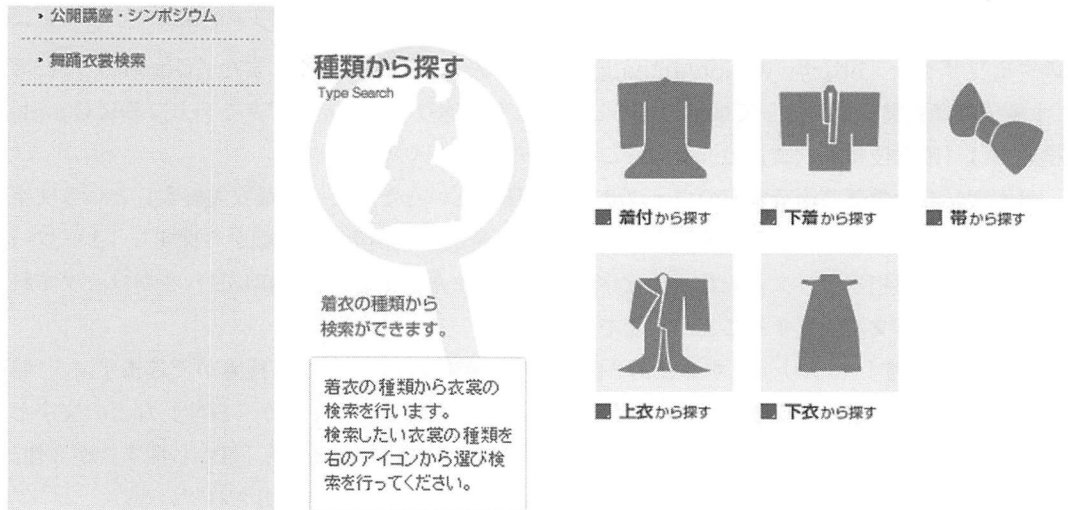 ・公開講座・シンポジウム
・舞踊衣裳検索
種類から探す
Type Search
着衣の種類から
検索ができます。
着衣の種類から衣裳の
検索を行います。
検索したい衣裳の種類を
右のアイコンから選び検
索を行ってください。
■ 着付から探す
■ 下着から探す
■ 帯から探す
■ 上衣から探す
■ 下衣から探す